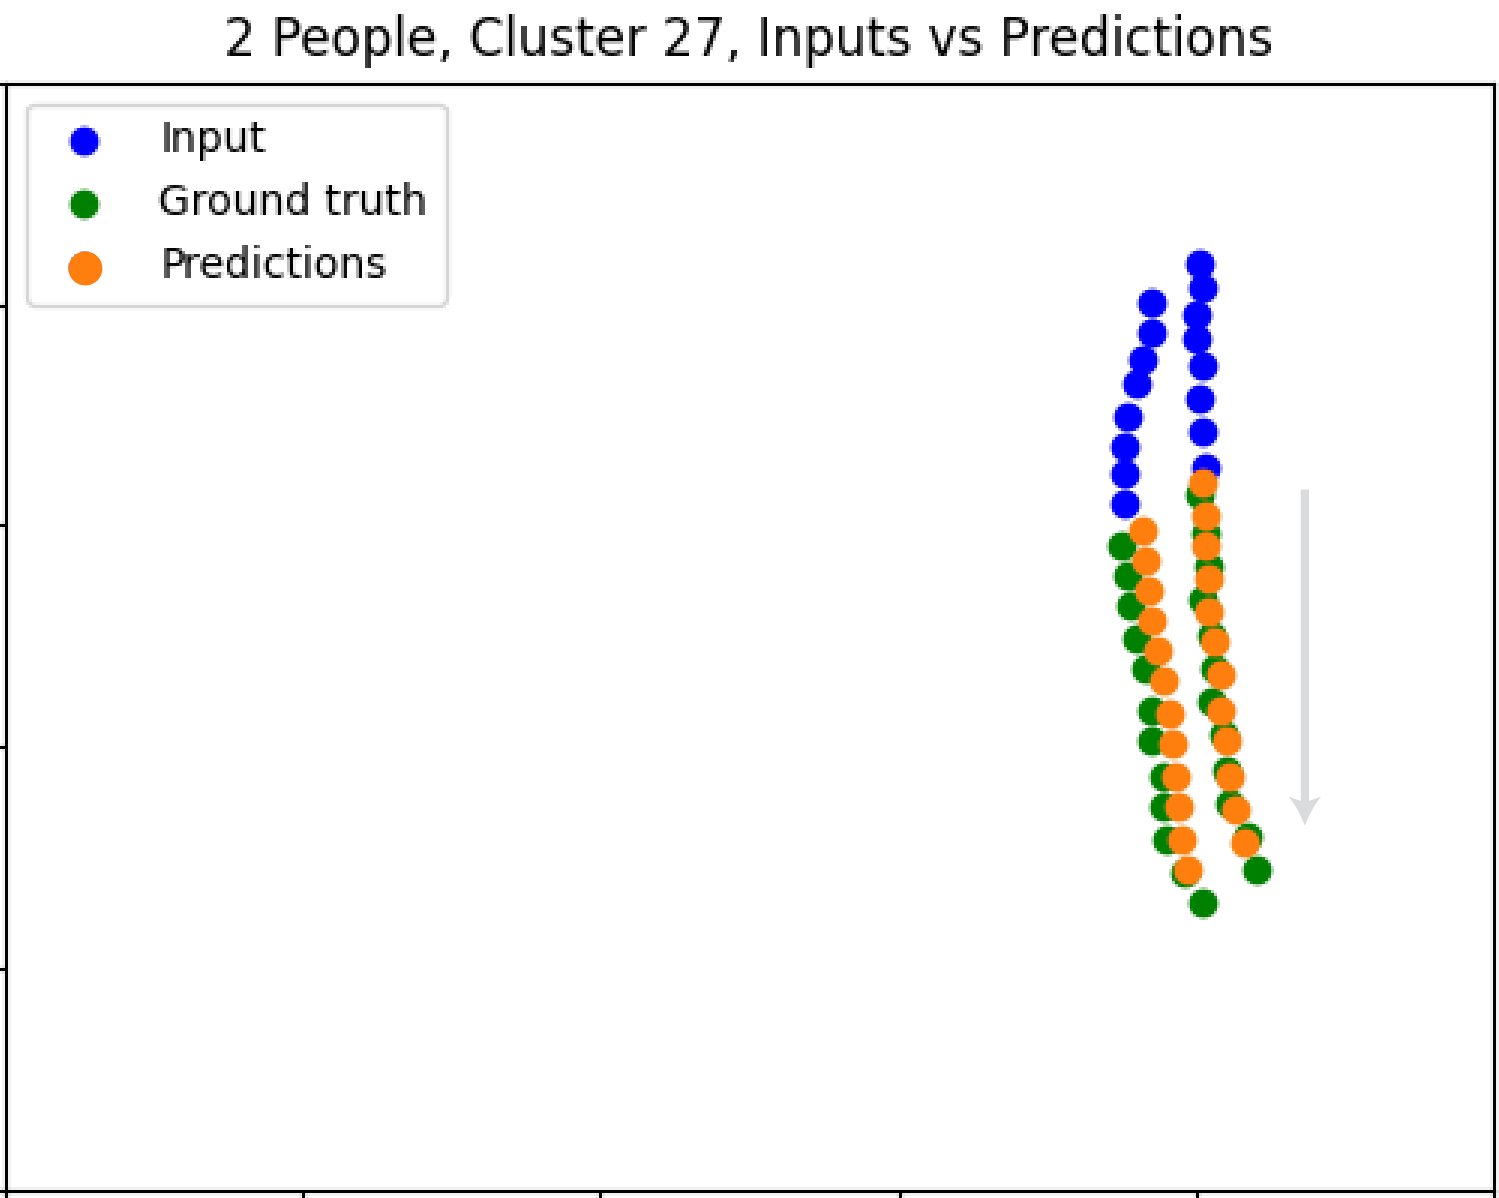 2 People, Cluster 27, Inputs vs Predictions
Input
Ground truth
Predictions